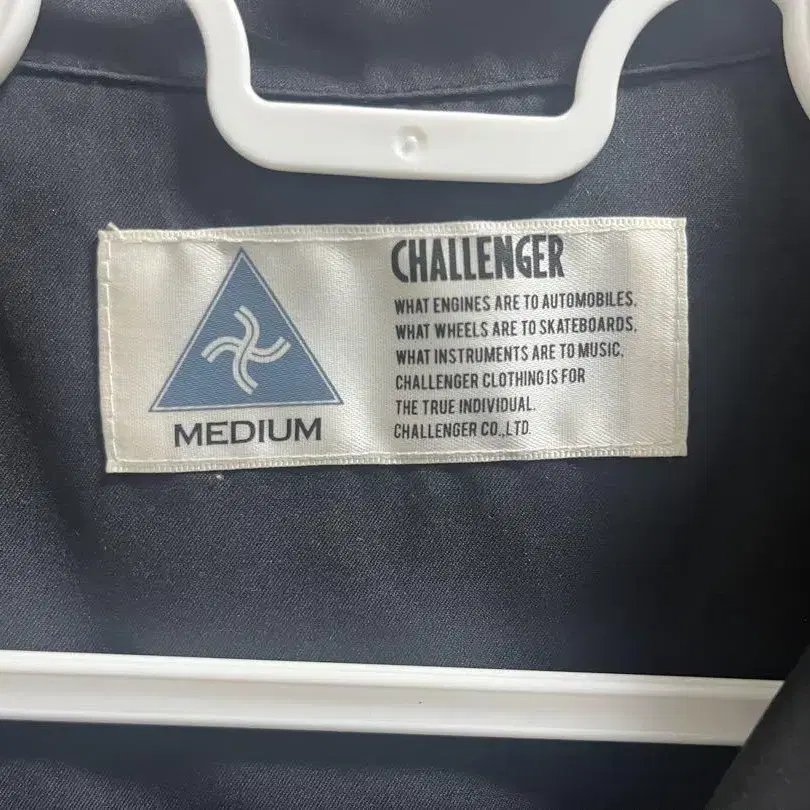 CHALLENGER
WHAT ENGINES ARE TO AUTOMOBILES,
WHAT WHEELS ARE TO SKATEBOARDS,
WHAT INSTRUMENTS ARE TO MUSIC,
CHALLENGER CLOTHING IS FOR
THE TRUE INDIVIDUAL.
CHALLENGER CO.,LTD.
MEDIUM